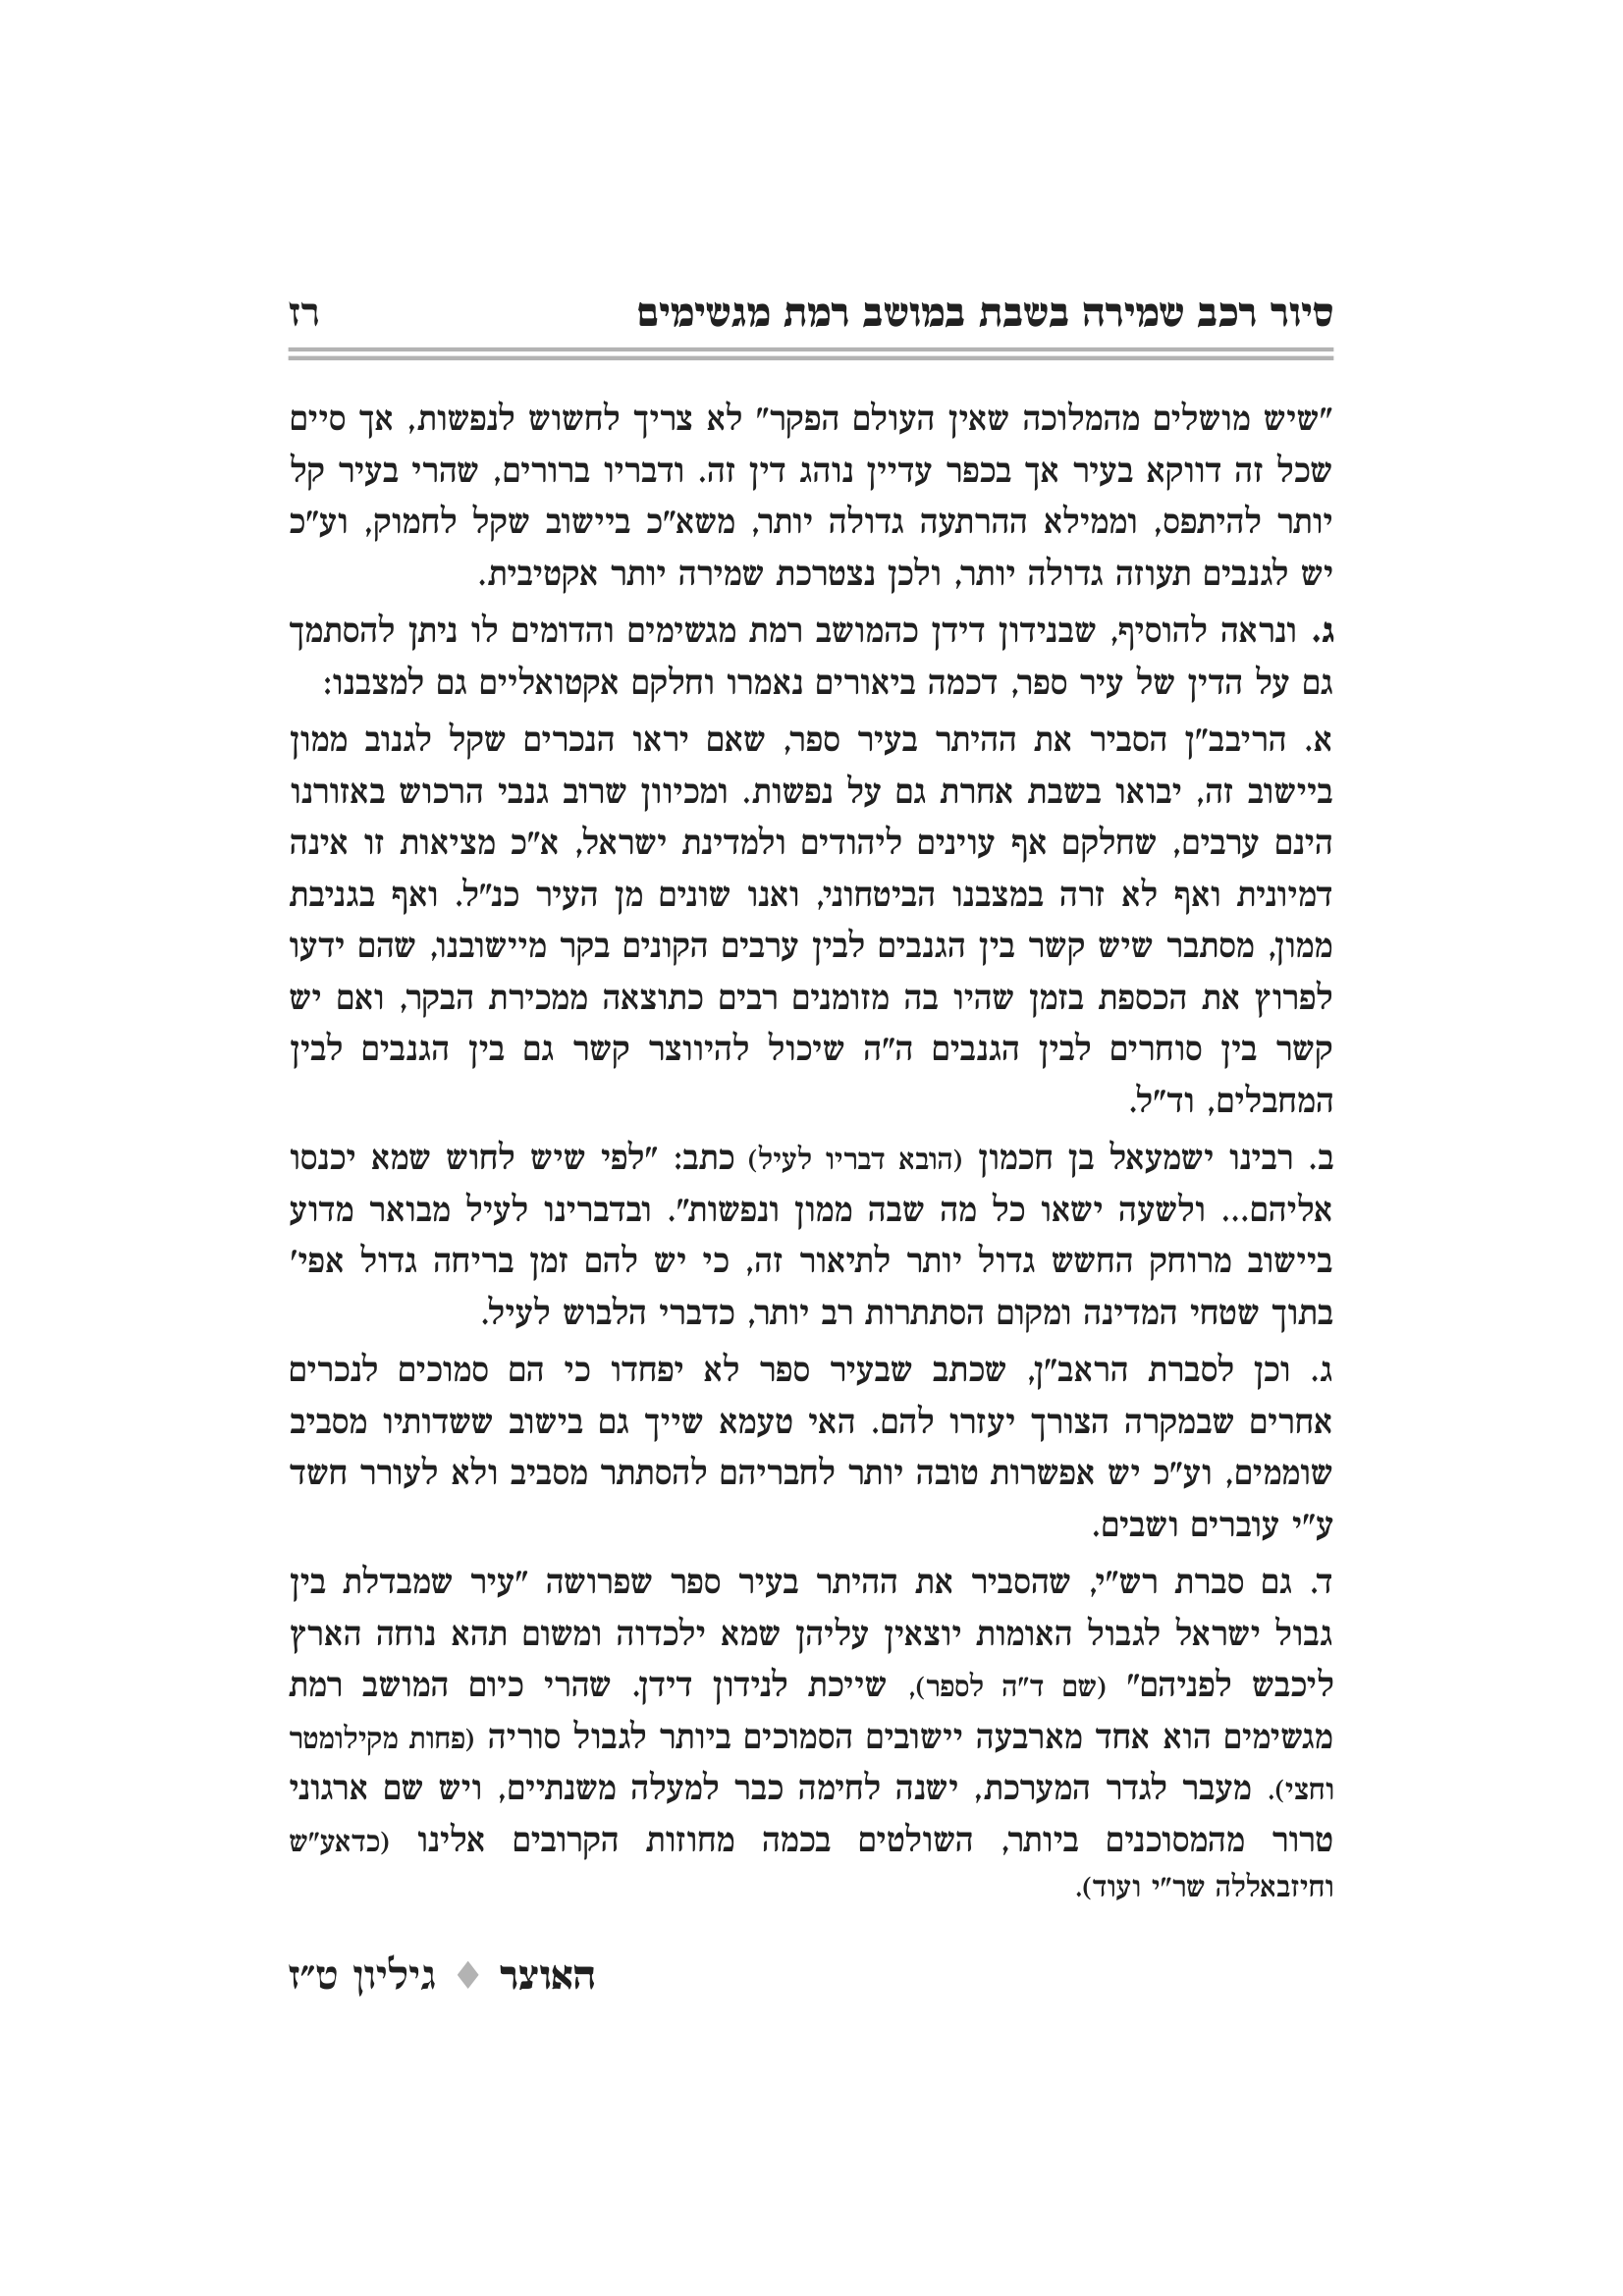 סיור רכב שמירה בשבת במושב רמת מגשימים רז
"שיש מושלים מהמלוכה שאין העולם הפקר" לא צריך לחשוש לנפשות, אך סיים
שכל זה דווקא בעיר אך בכפר עדיין נוהג דין זה. ודבריו ברורים, שהרי בעיר קל
יותר להיתפס, וממילא ההרתעה גדולה יותר, משא"כ ביישוב שקל לחמוק, וע"כ
יש לגנבים תעוזה גדולה יותר, ולכן נצטרכת שמירה יותר אקטיבית.
ג. ונראה להוסיף, שבנידון דידן כהמושב רמת מגשימים והדומים לו ניתן להסתמך
גם על הדין של עיר ספר, דכמה ביאורים נאמרו וחלקם אקטואליים גם למצבנו:
א. הריבב"ן הסביר את ההיתר בעיר ספר, שאם יראו הנכרים שקל לגנוב ממון
ביישוב זה, יבואו בשבת אחרת גם על נפשות. ומכיוון שרוב גנבי הרכוש באזורנו
הינם ערבים, שחלקם אף עוינים ליהודים ולמדינת ישראל, א"כ מציאות זו אינה
דמיונית ואף לא זרה במצבנו הביטחוני, ואנו שונים מן העיר כנ"ל. ואף בגניבת
ממון, מסתבר שיש קשר בין הגנבים לבין ערבים הקונים בקר מיישובנו, שהם ידעו
לפרוץ את הכספת בזמן שהיו בה מזומנים רבים כתוצאה ממכירת הבקר, ואם יש
קשר בין סוחרים לבין הגנבים ה"ה שיכול להיווצר קשר גם בין הגנבים לבין
המחבלים, וד"ל.
ב. רבינו ישמעאל בן חכמון (הובא דבריו לעיל) כתב: "לפי שיש לחוש שמא יכנסו
אליהם... ולשעה ישאו כל מה שבה ממון ונפשות". ובדברינו לעיל מבואר מדוע
ביישוב מרוחק החשש גדול יותר לתיאור זה, כי יש להם זמן בריחה גדול אפי'
בתוך שטחי המדינה ומקום הסתתרות רב יותר, כדברי הלבוש לעיל.
ג. וכן לסברת הראב"ן, שכתב שבעיר ספר לא יפחדו כי הם סמוכים לנכרים
אחרים שבמקרה הצורך יעזרו להם. האי טעמא שייך גם בישוב ששדותיו מסביב
שוממים, וע"כ יש אפשרות טובה יותר לחבריהם להסתתר מסביב ולא לעורר חשד
ע"י עוברים ושבים.
ד. גם סברת רש"י, שהסביר את ההיתר בעיר ספר שפרושה "עיר שמבדלת בין
גבול ישראל לגבול האומות יוצאין עליהן שמא ילכדוה ומשום תהא נוחה הארץ
ליכבש לפניהם" (שם ד"ה לספר), שייכת לנידון דידן. שהרי כיום המושב רמת
מגשימים הוא אחד מארבעה יישובים הסמוכים ביותר לגבול סוריה (פחות מקילומטר
וחצי). מעבר לגדר המערכת, ישנה לחימה כבר למעלה משנתיים, ויש שם ארגוני
טרור מהמסוכנים ביותר, השולטים בכמה מחוזות הקרובים אלינו (כדאע"ש
וחיזבאללה שר"י ועוד).
האוצר ♦ גיליון ט"ז